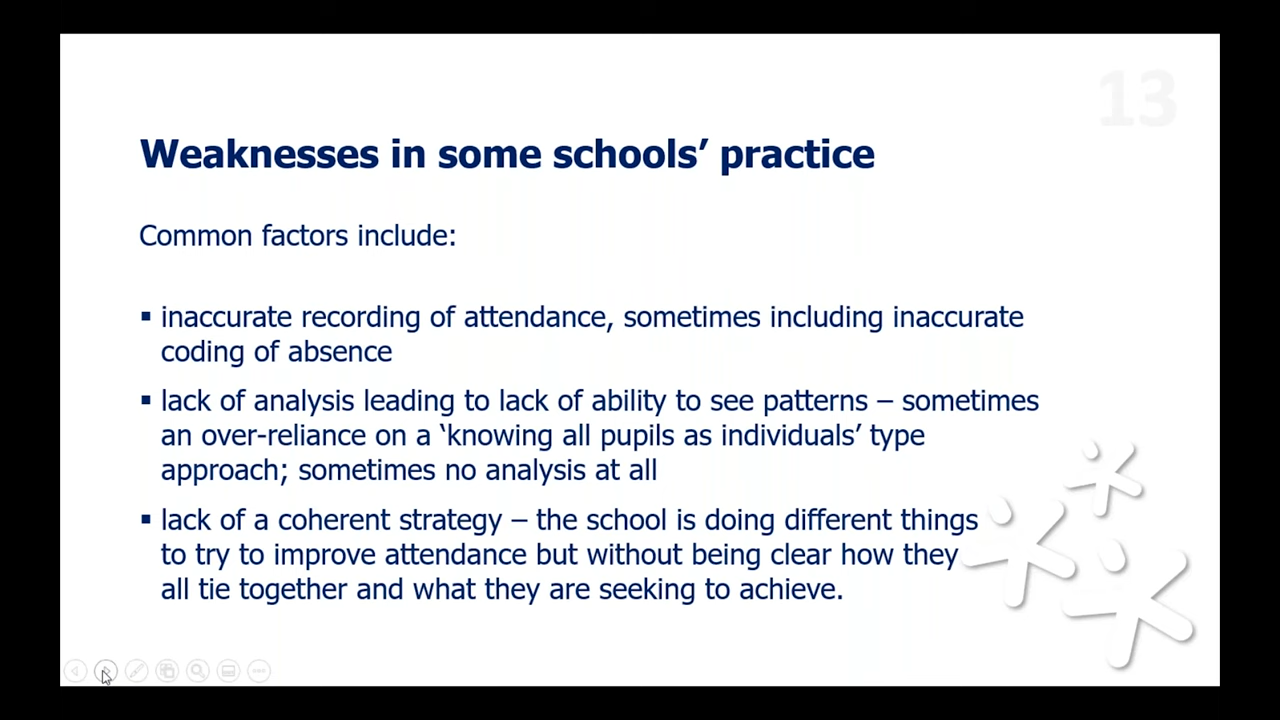 13
Weaknesses in some schools’ practice
Common factors include:
▪ inaccurate recording of attendance, sometimes including inaccurate
coding of absence
▪ lack of analysis leading to lack of ability to see patterns – sometimes
an over-reliance on a ‘knowing all pupils as individuals’ type
approach; sometimes no analysis at all
▪ lack of a coherent strategy – the school is doing different things
to try to improve attendance but without being clear how they
all tie together and what they are seeking to achieve.